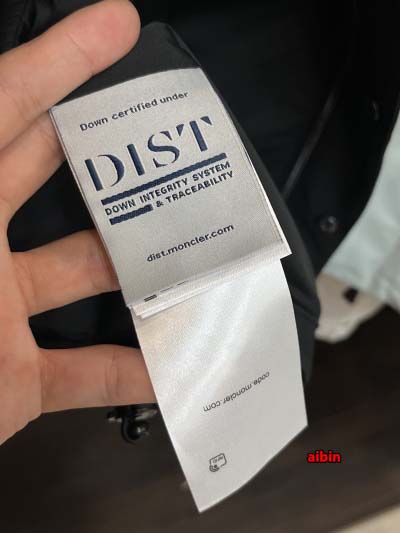 Down certified under
DIST
DOWN INTEGRITY SYSTEM
& TRACEABILITY
dist.moncler.com
code.moncler.com
aibin